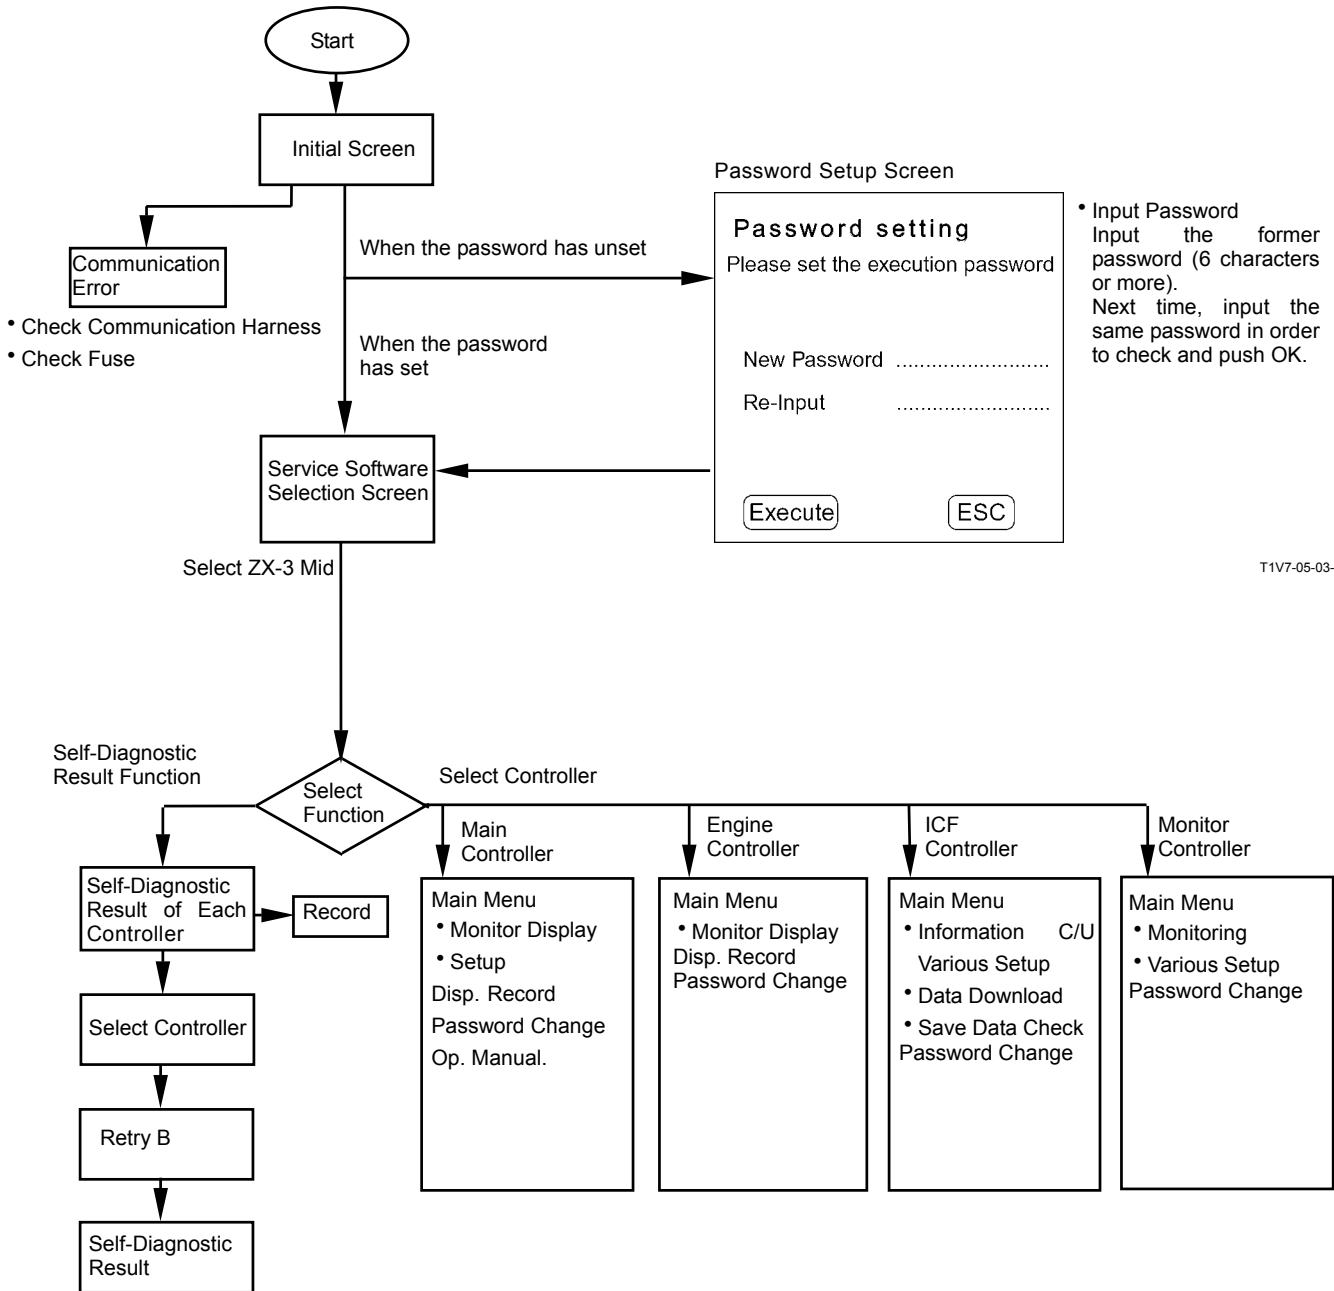 Start
Initial Screen
Communication
Error
• Check Communication Harness
• Check Fuse
When the password has unset
When the password
has set
Password Setup Screen
Password setting
Please set the execution password
New Password ..........................
Re-Input ..........................
Execute
ESC
• Input Password
Input the former
password (6 characters
or more).
Next time, input the
same password in order
to check and push OK.
Service Software
Selection Screen
Select ZX-3 Mid
T1V7-05-03-
Self-Diagnostic
Result Function
Select
Function
Select Controller
Self-Diagnostic
Result of Each
Controller
Record
Select Controller
Retry B
Self-Diagnostic
Result
Main
Controller
Main Menu
• Monitor Display
• Setup
Disp. Record
Password Change
Op. Manual.
Engine
Controller
Main Menu
• Monitor Display
Disp. Record
Password Change
ICF
Controller
Main Menu
• Information C/U
Various Setup
• Data Download
• Save Data Check
Password Change
Monitor
Controller
Main Menu
• Monitoring
• Various Setup
Password Change